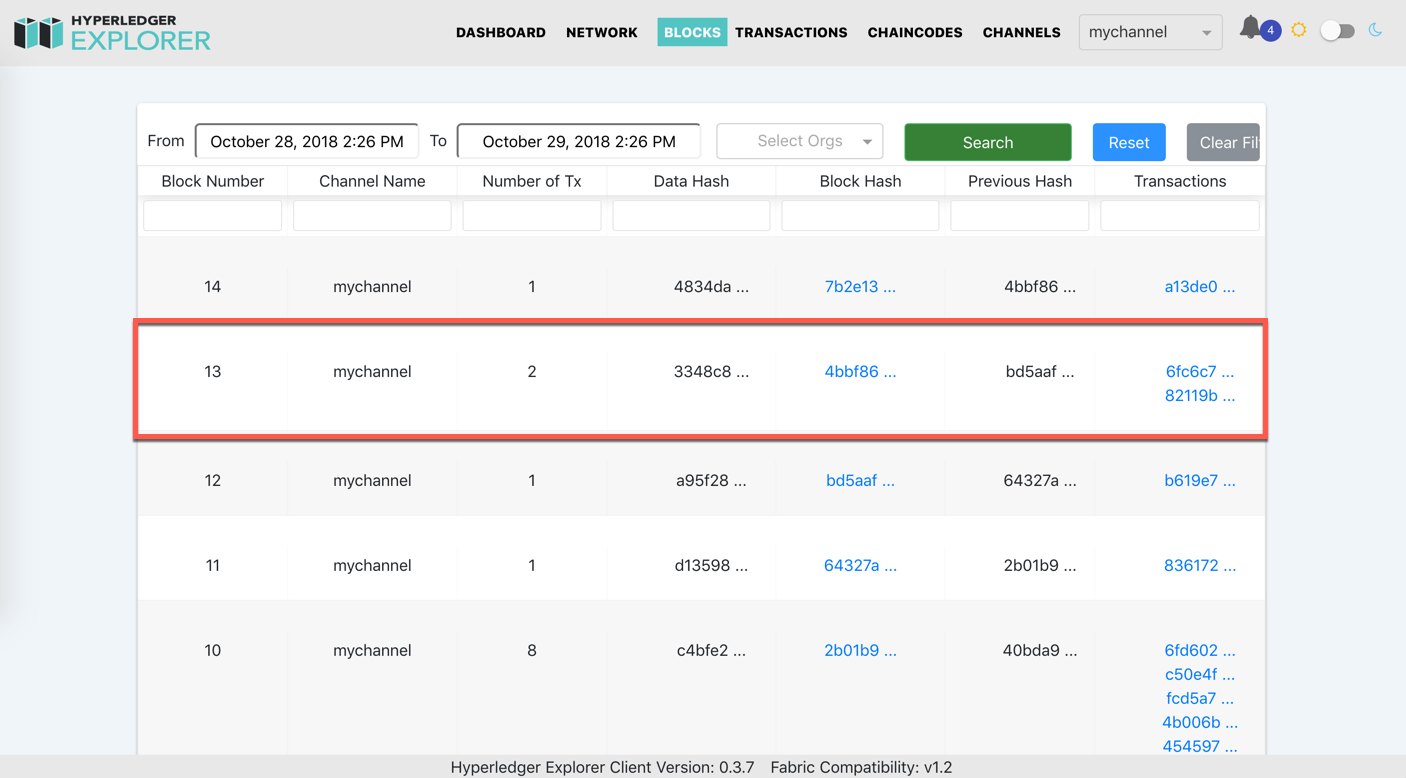 HYPERLEDGER
EXPLORER
DASHBOARD NETWORK BLOCKS TRANSACTIONS CHAINCODES CHANNELS mychannel 4
From October 28, 2018 2:26 PM To October 29, 2018 2:26 PM Select Orgs Search Reset Clear Fil
Block Number Channel Name Number of Tx Data Hash Block Hash Previous Hash Transactions
14 mychannel 1 4834da ... 7b2e13 ... 4bbf86 ... a13de0 ...
13 mychannel 2 3348c8 ... 4bbf86 ... bd5aaf ... 6fc6c7 ...
82119b ...
12 mychannel 1 a95f28 ... bd5aaf ... 64327a ... b619e7 ...
11 mychannel 1 d13598 ... 64327a ... 2b01b9 ... 836172 ...
10 mychannel 8 c4bfe2 ... 2b01b9 ... 40bda9 ... 6fd602 ...
c50e4f ...
fcd5a7 ...
4b006b ...
454597 ...
Hyperledger Explorer Client Version: 0.3.7 Fabric Compatibility: v1.2